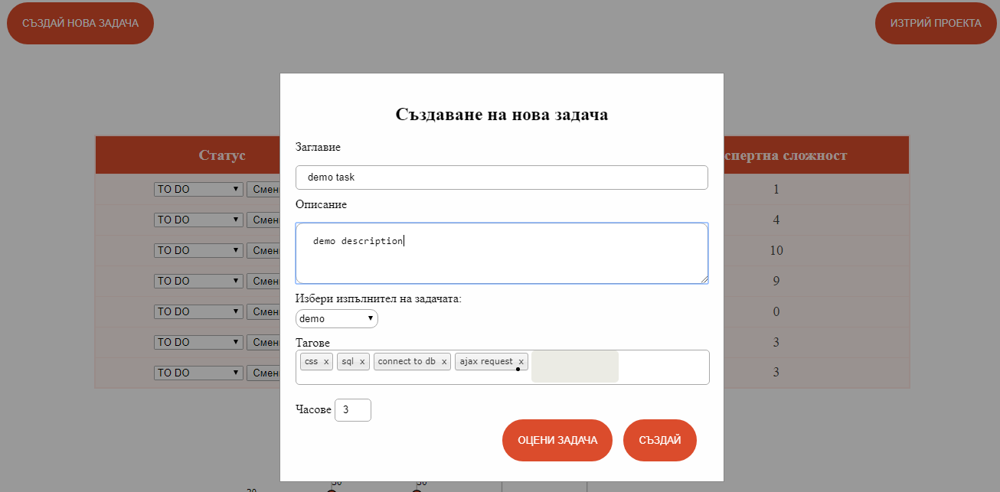 СЪЗДАЙ НОВА ЗАДАЧА
ИЗТРИЙ ПРОЕКТА
Създаване на нова задача
Заглавие
demo task
Описание
demo description
Избери изпълнител на задачата:
demo
Тагове
css x sql x connect to db x ajax request x
Часове 3
ОЦЕНИ ЗАДАЧА СЪЗДАЙ
Статус спертна сложност
TO DO Смен 1
TO DO Смен 4
TO DO Смен 10
TO DO Смен 9
TO DO Смен 0
TO DO Смен 3
TO DO Смен 3